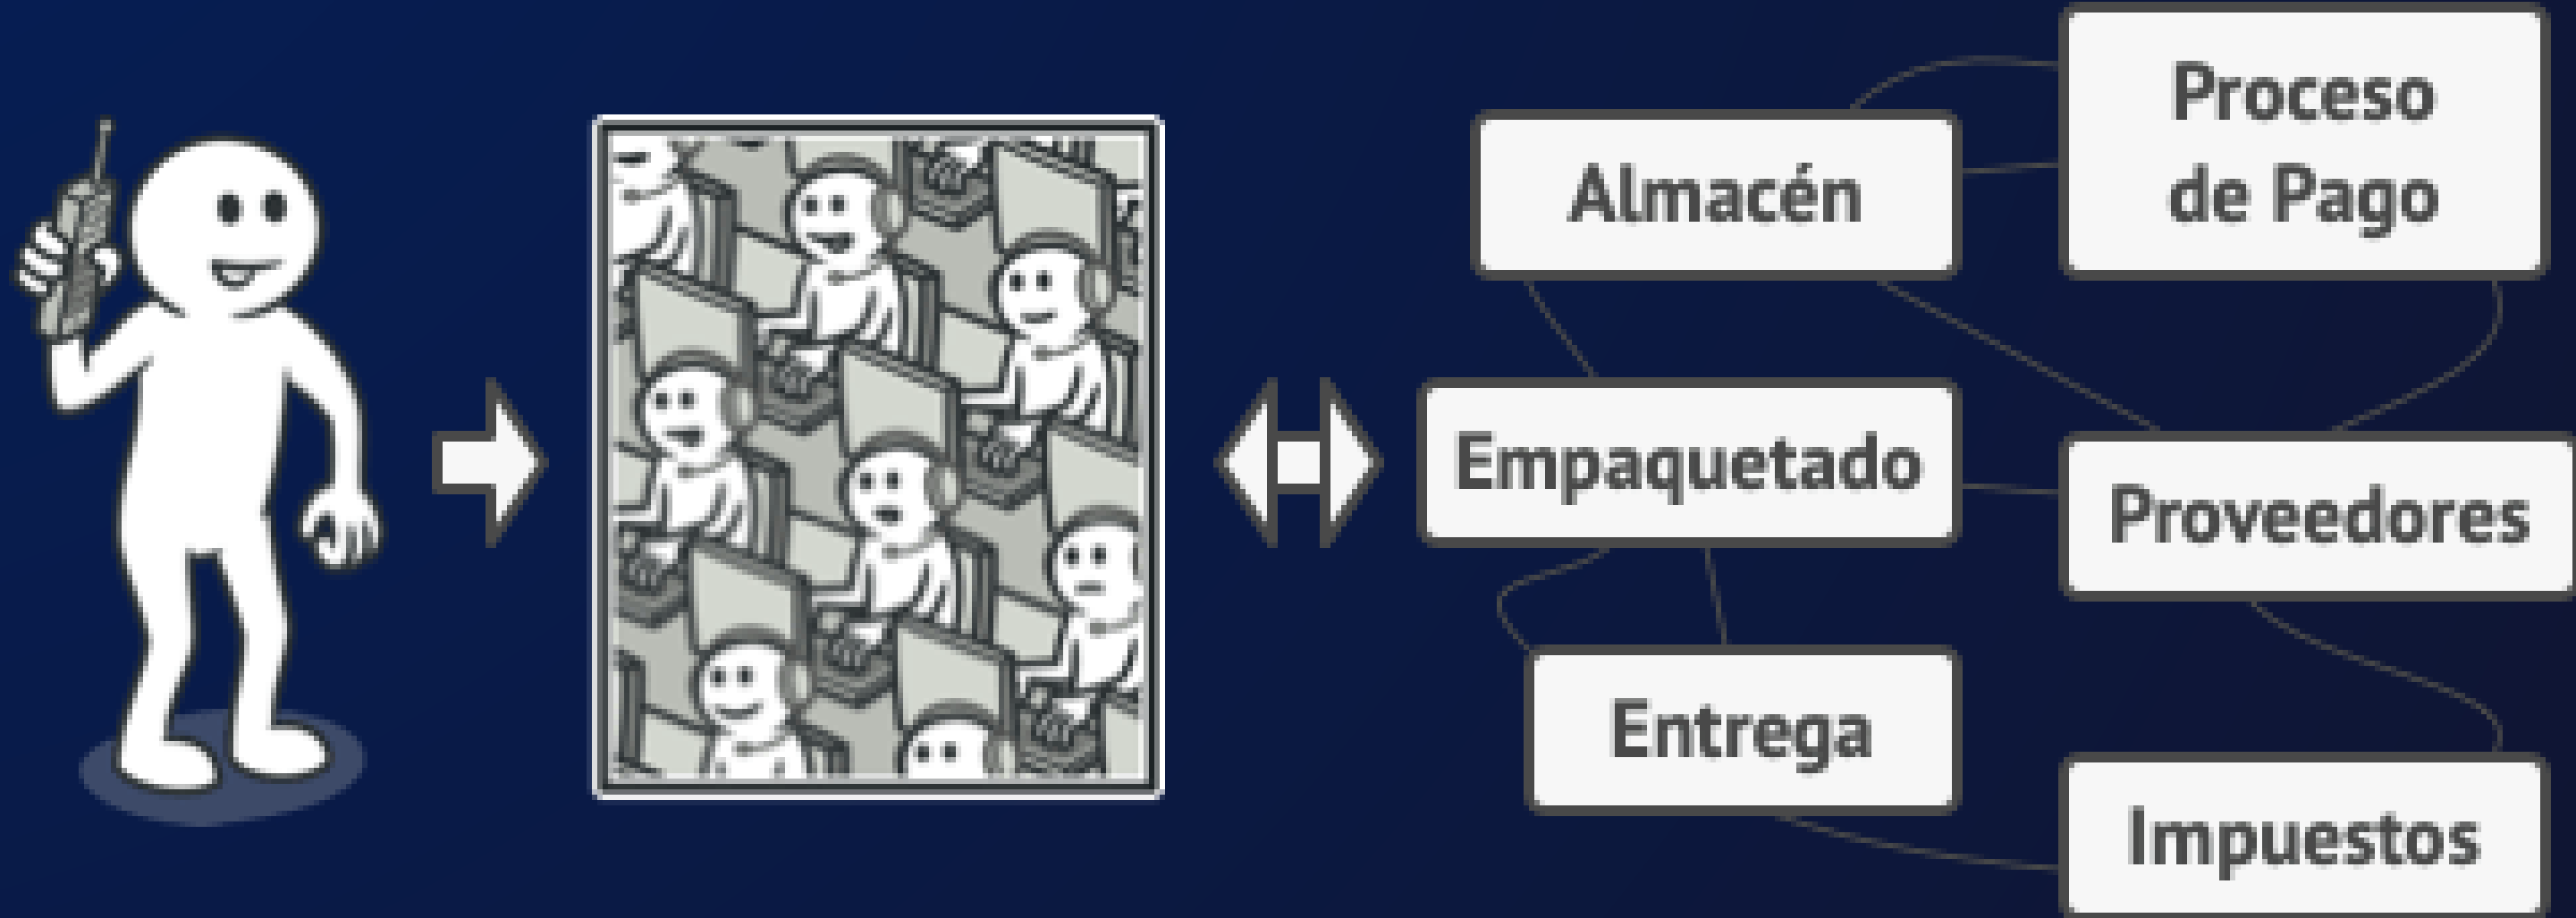 Proceso
de Pago
Almacén
Empaquetado
Proveedores
Entrega
Impuestos